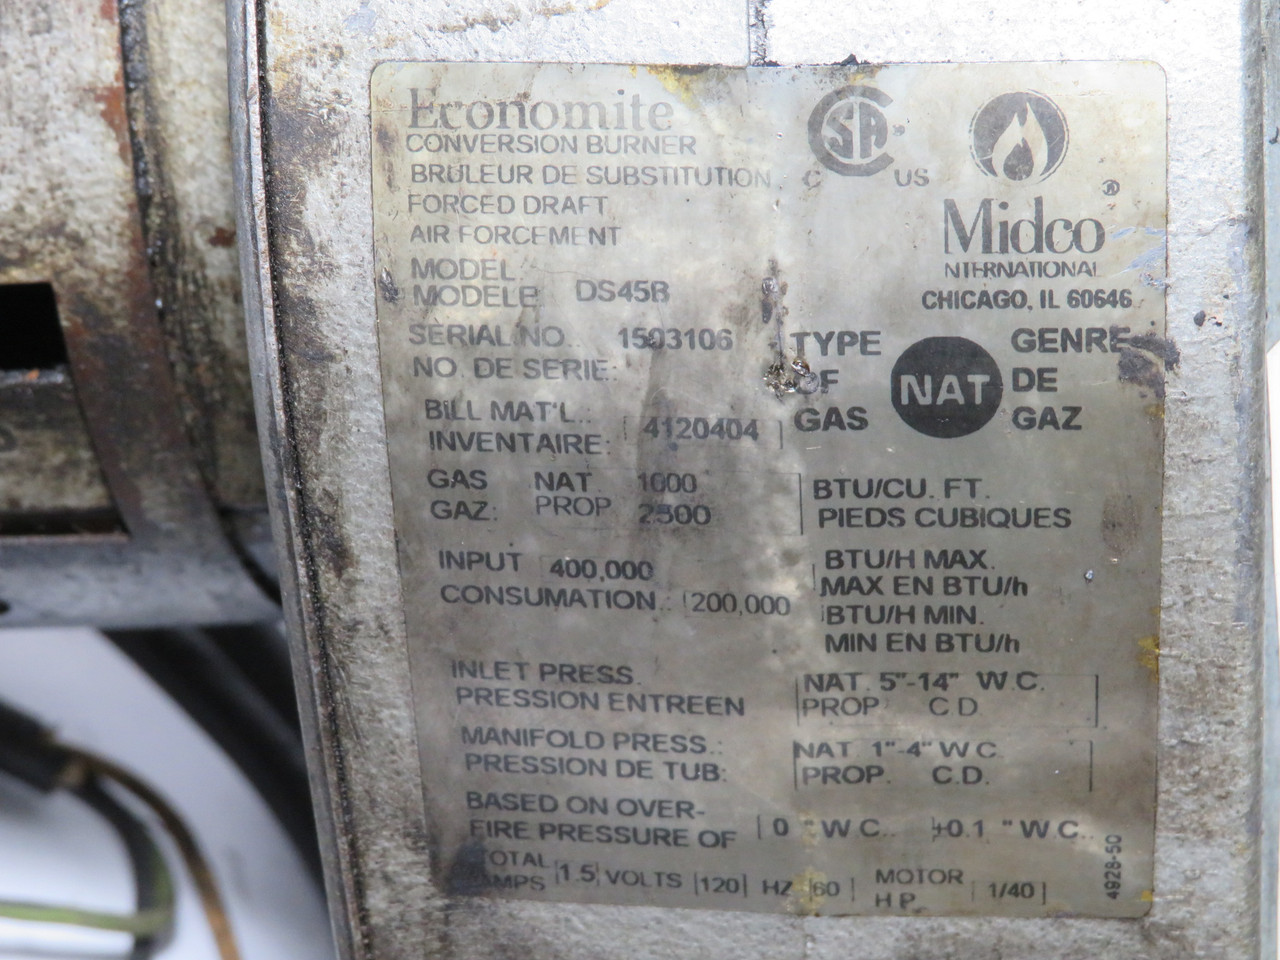 Economite
CONVERSION BURNER
BRULEUR DE SUBSTITUTION
FORCED DRAFT
AIR FORCEMENT
CSA
C US
®
Midco
INTERNATIONAL
CHICAGO, IL 60646
MODEL
MODELE DS45B
SERIAL NO. 1503106
NO. DE SERIE:
TYPE OF GAS
NAT
GENRE DE GAZ
BILL MAT'L.:
INVENTAIRE: 4120404
GAS NAT. 1000 BTU/CU. FT.
GAZ: PROP 2500 PIEDS CUBIQUES
INPUT 400,000 BTU/H MAX.
MAX EN BTU/h
CONSUMATION.: 200,000 BTU/H MIN.
MIN EN BTU/h
INLET PRESS. NAT. 5"-14" W.C.
PRESSION ENTREEN PROP C D
MANIFOLD PRESS.: NAT 1"-4" W C.
PRESSION DE TUB: PROP. C.D.
BASED ON OVER-
FIRE PRESSURE OF 0 "W C.. +0.1 "W C..
TOTAL AMPS 1.5 VOLTS 120 HZ 60 MOTOR H P. 1/40
4928-50